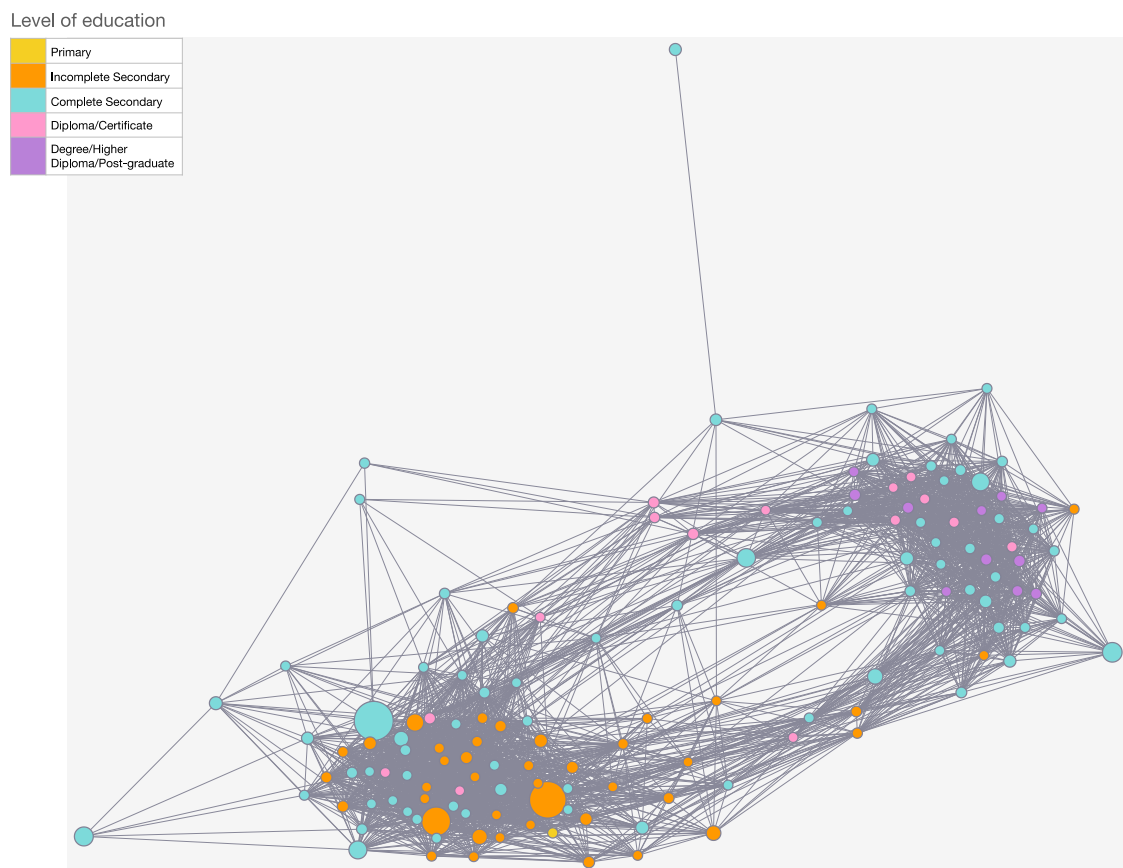 Level of education
Primary
Incomplete Secondary
Complete Secondary
Diploma/Certificate
Degree/Higher
Diploma/Post-graduate